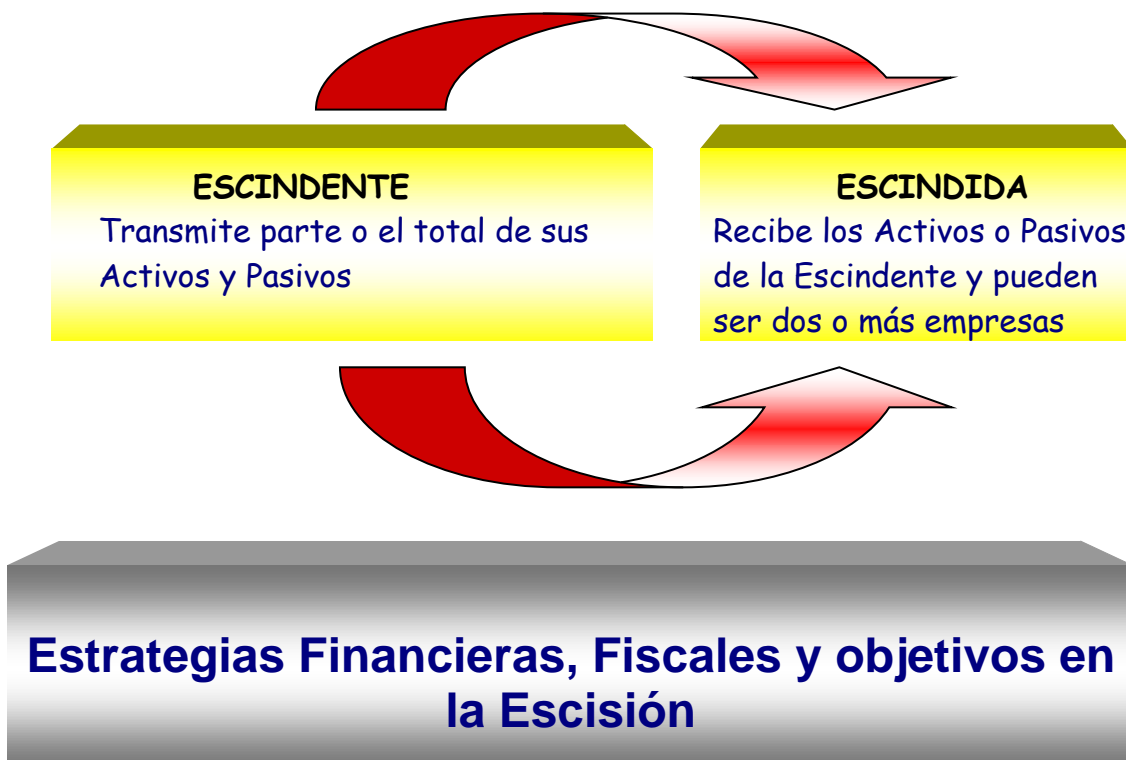 ESCINDENTE
Transmite parte o el total de sus
Activos y Pasivos
ESCINDIDA
Recibe los Activos o Pasivos
de la Escindente y pueden
ser dos o más empresas
Estrategias Financieras, Fiscales y objetivos en
la Escisión